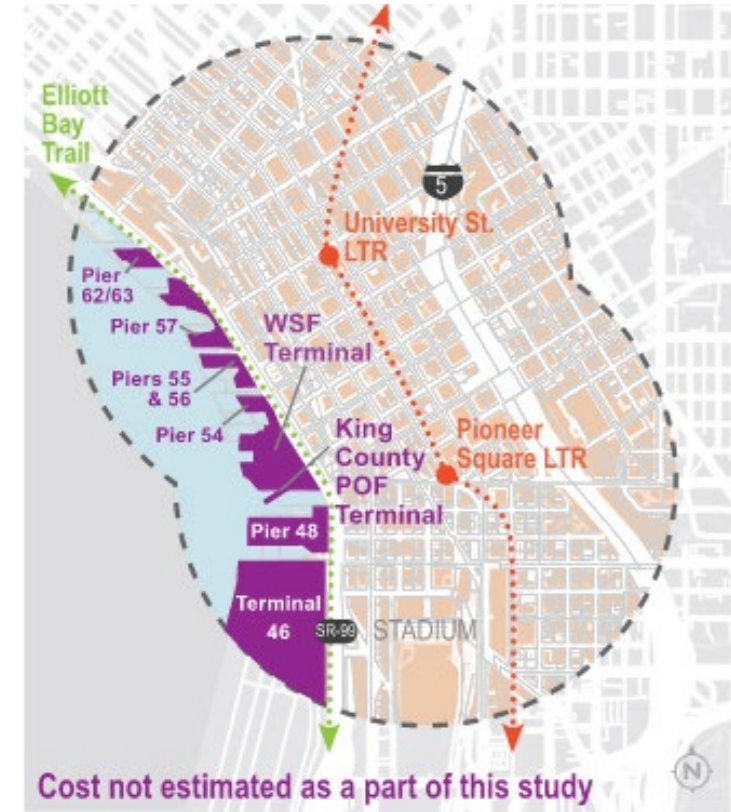 Elliott
Bay
Trail
5
University St.
LTR
Pier
62/63
Pier 57
WSF
Terminal
Piers 55
& 56
Pier 54
King
County
POF
Terminal
Pioneer
Square LTR
Pier 48
Terminal
46
SR-99
STADIUM
N
Cost not estimated as a part of this study